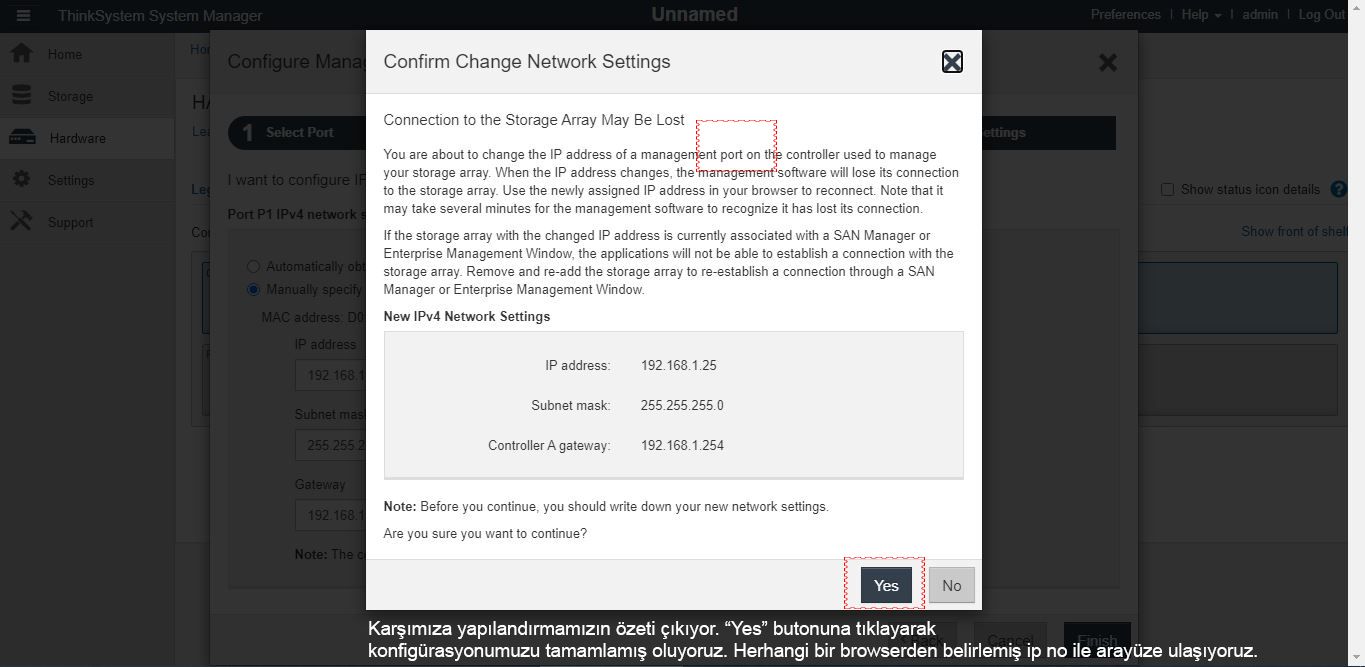 ThinkSystem System Manager
Unnamed
Preferences | Help | admin | Log Out
Home
Storage
Hardware
Settings
Support
Configure Mana
1 Select Port
ettings
I want to configure IP
Port P1 IPv4 network s
Automatically obt
Manually specify
MAC address: D0
IP address
192.168.1
Subnet mas
255.255.2
Gateway
192.168.1
Note: The c
Show status icon details
Show front of shelf
Confirm Change Network Settings
Connection to the Storage Array May Be Lost
You are about to change the IP address of a management port on the controller used to manage
your storage array. When the IP address changes, the management software will lose its connection
to the storage array. Use the newly assigned IP address in your browser to reconnect. Note that it
may take several minutes for the management software to recognize it has lost its connection.
If the storage array with the changed IP address is currently associated with a SAN Manager or
Enterprise Management Window, the applications will not be able to establish a connection with the
storage array. Remove and re-add the storage array to re-establish a connection through a SAN
Manager or Enterprise Management Window.
New IPv4 Network Settings
IP address: 192.168.1.25
Subnet mask: 255.255.255.0
Controller A gateway: 192.168.1.254
Note: Before you continue, you should write down your new network settings.
Are you sure you want to continue?
Yes No
Cancel Finish
Karşımıza yapılandırmamızın özeti çıkıyor. “Yes” butonuna tıklayarak
konfigürasyonumuzu tamamlamış oluyoruz. Herhangi bir browserden belirlemiş ip no ile arayüze ulaşıyoruz.